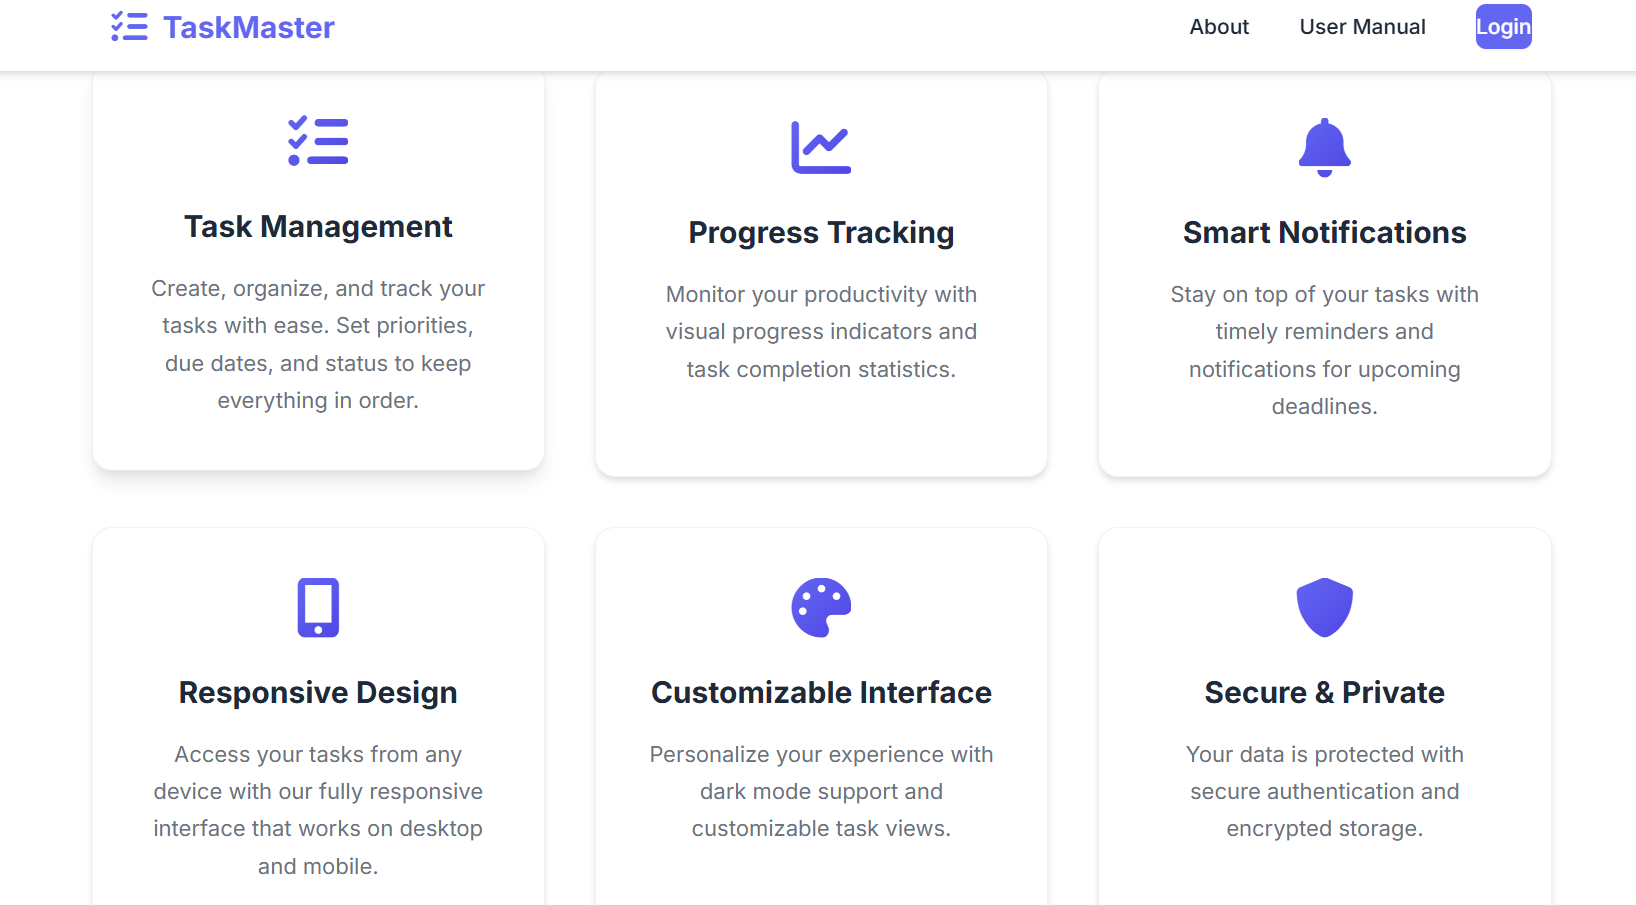 TaskMaster
About
User Manual
Login
Task Management
Create, organize, and track your
tasks with ease. Set priorities,
due dates, and status to keep
everything in order.
Progress Tracking
Monitor your productivity with
visual progress indicators and
task completion statistics.
Smart Notifications
Stay on top of your tasks with
timely reminders and
notifications for upcoming
deadlines.
Responsive Design
Access your tasks from any
device with our fully responsive
interface that works on desktop
and mobile.
Customizable Interface
Personalize your experience with
dark mode support and
customizable task views.
Secure & Private
Your data is protected with
secure authentication and
encrypted storage.